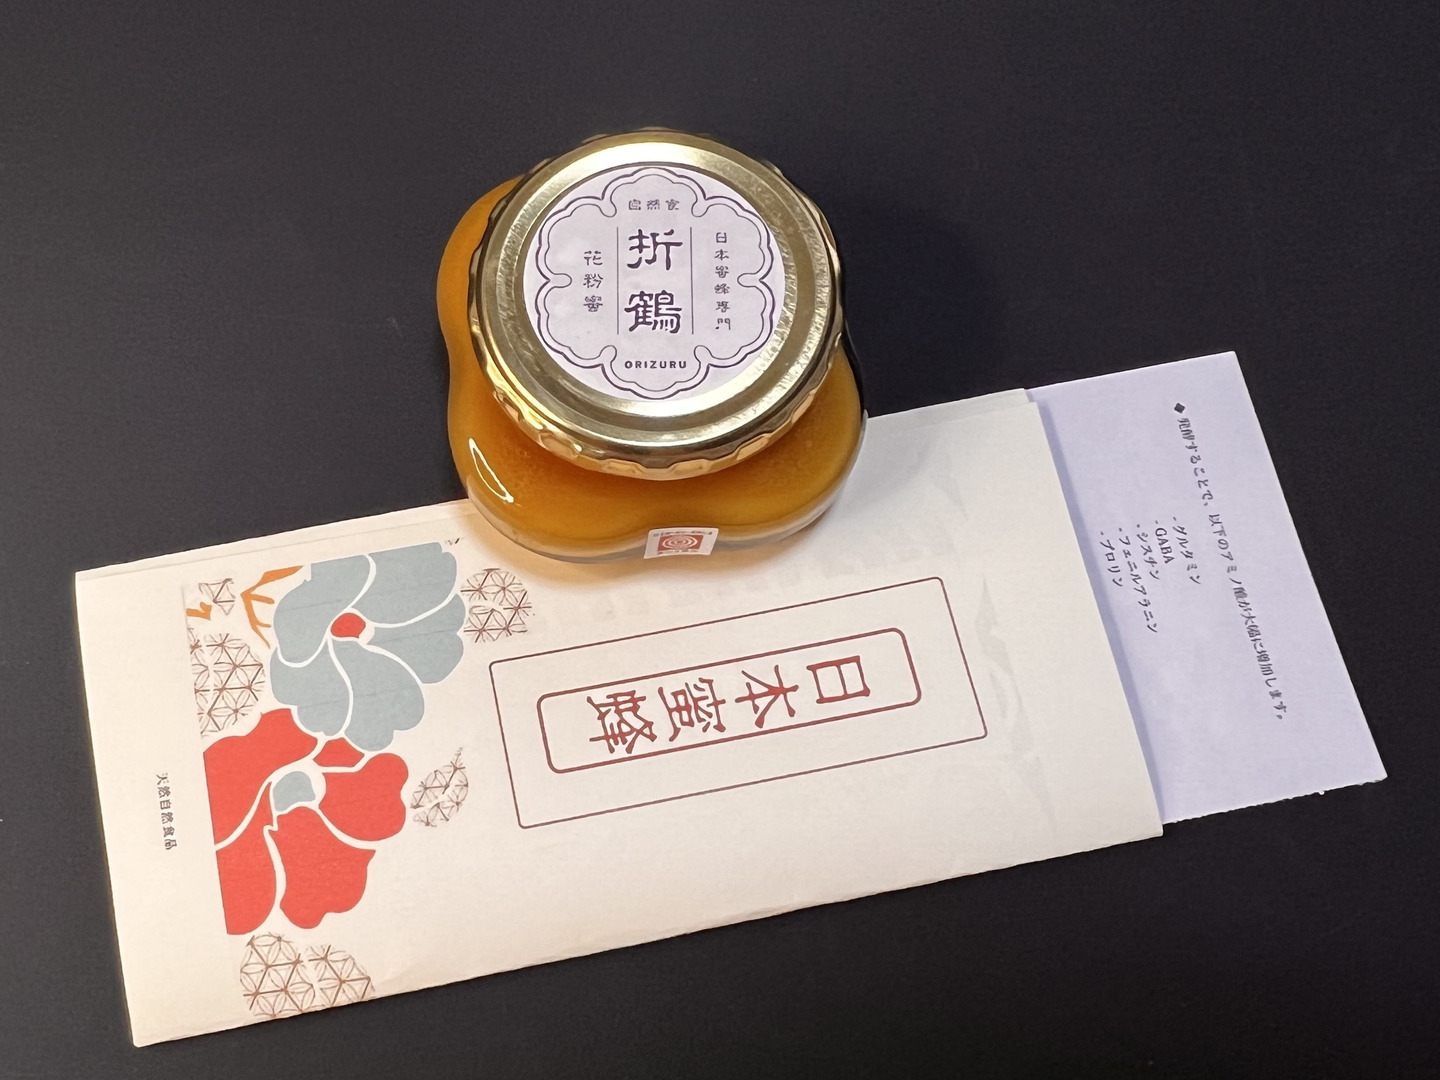 自然食
日本蜜蜂専門
折鶴
花粉蜜
ORIZURU
日本蜜蜂
天然自然食品
◆発酵することで、以下のアミノ酸が大幅に増加します。
・グルタミン
・GABA
・シスチン
・フェニルアラニン
・プロリン